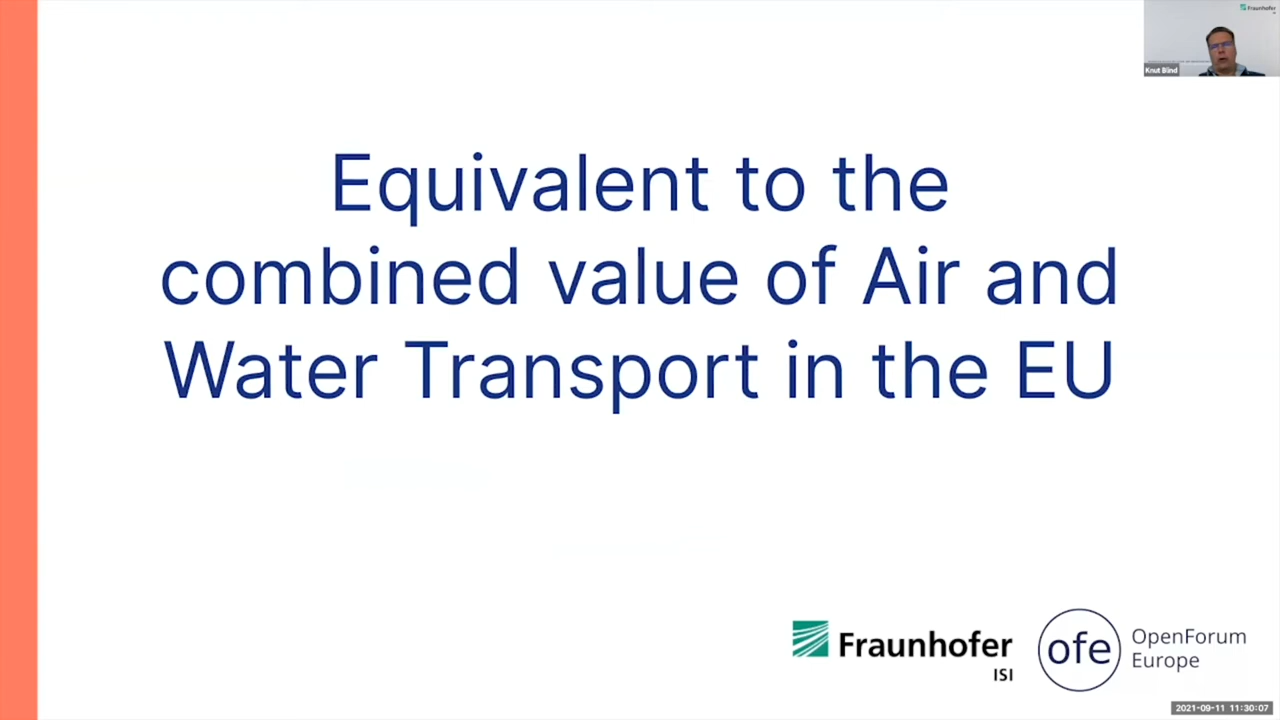 Fraunhofer
Knut Blind
Equivalent to the
combined value of Air and
Water Transport in the EU
Fraunhofer
ISI
ofe
OpenForum
Europe
2021-09-11 11:30:07